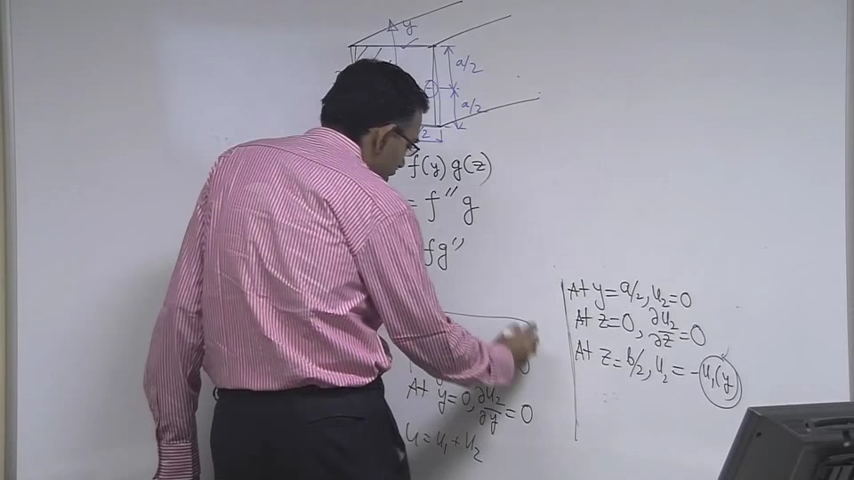 y
a/2
a/2
2
f(y) g(z)
= f″ g
fg″
At y=0, ∂u₂/∂y = 0
u = u₁ + u₂
At y = a/2, u₂ = 0
At z=0, ∂u₂/∂z = 0
At z = b/2, u₂ = -u₁(y